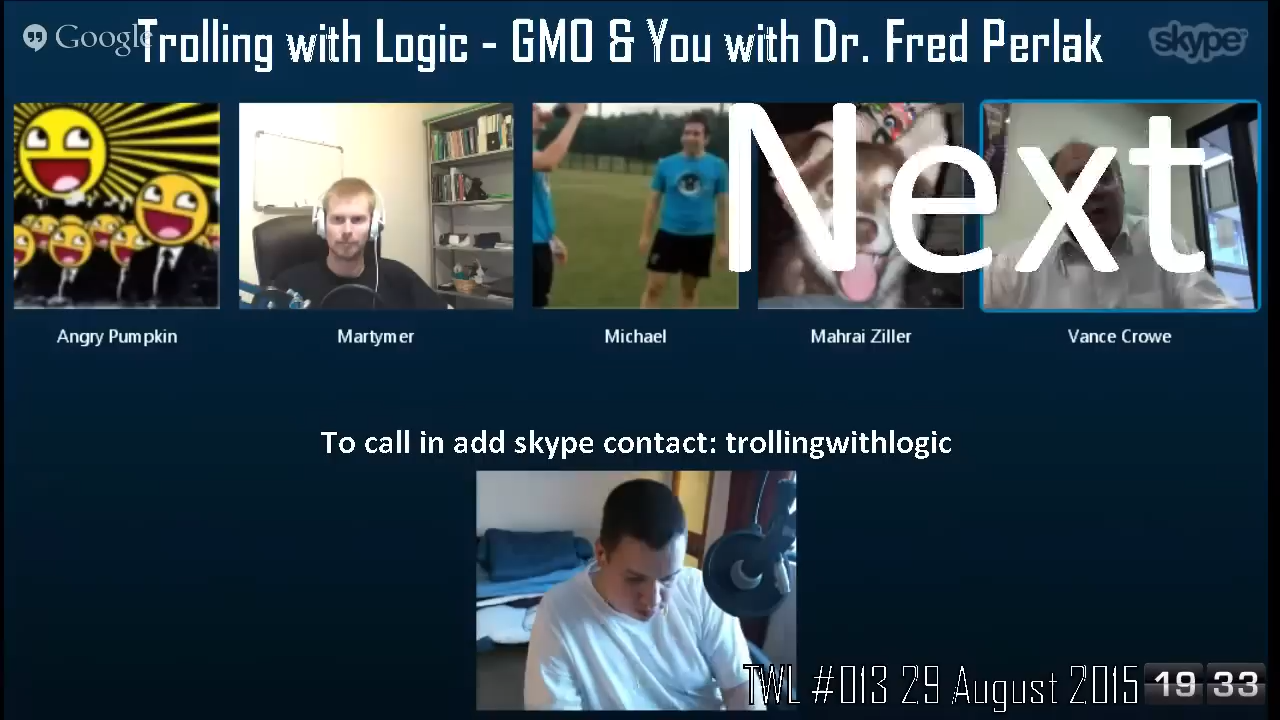 Google
Trolling with Logic - GMO & You with Dr. Fred Perlak
skype
Next
Angry Pumpkin
Martymer
Michael
Mahrai Ziller
Vance Crowe
To call in add skype contact: trollingwithlogic
TWL #013 29 August 2015 19 33